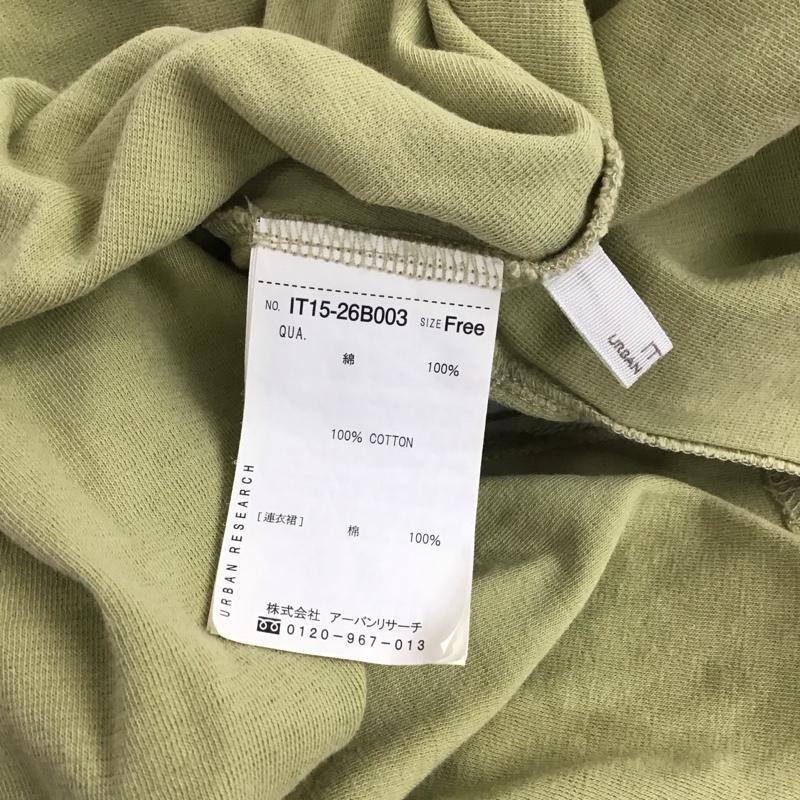 NO. IT15-26B003 SIZE Free
QUA.
綿 100%
100% COTTON
[連衣裙] 棉 100%
URBAN RESEARCH
株式会社 アーバンリサーチ
0120-967-013
IT
URBAN